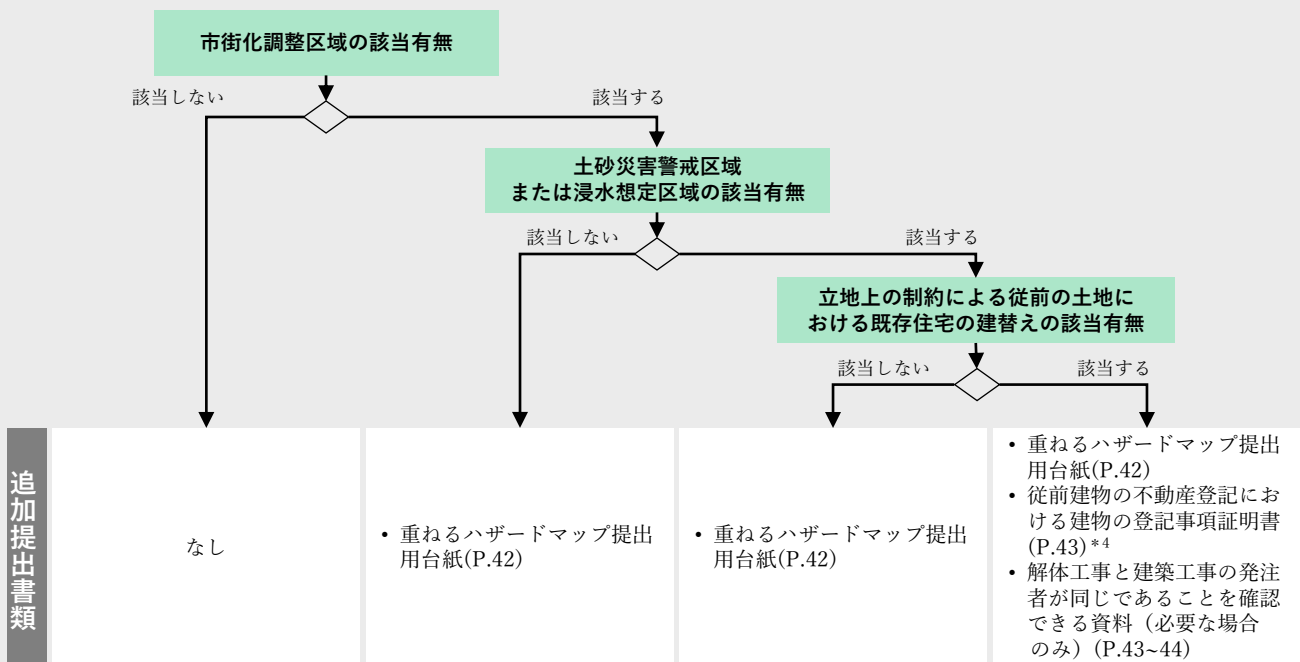 市街化調整区域の該当有無
該当しない
該当する
土砂災害警戒区域
または浸水想定区域の該当有無
該当しない
該当する
立地上の制約による従前の土地に
おける既存住宅の建替えの該当有無
該当しない
該当する
追加提出書類
なし
• 重ねるハザードマップ提出
用台紙(P.42)
• 重ねるハザードマップ提出
用台紙(P.42)
• 重ねるハザードマップ提出
用台紙(P.42)
• 従前建物の不動産登記にお
ける建物の登記事項証明書
(P.43)*4
• 解体工事と建築工事の発注
者が同じであることを確認
できる資料（必要な場合
のみ）(P.43~44)